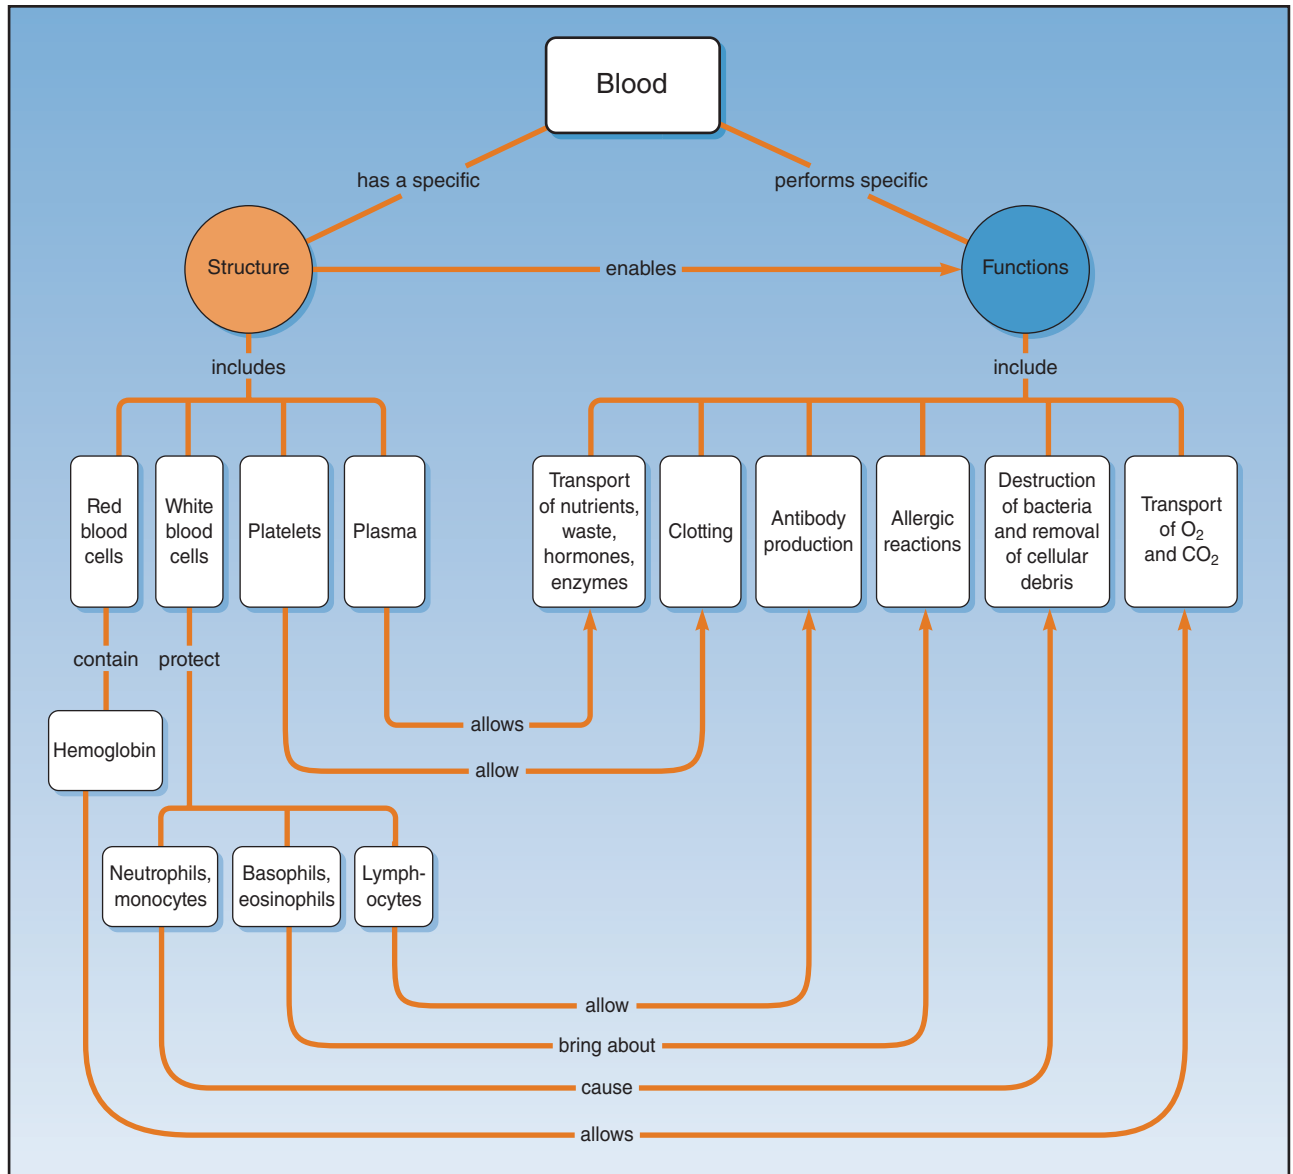 Blood
has a specific
performs specific
Structure
enables
Functions
includes
include
Red
blood
cells
White
blood
cells
Platelets
Plasma
Transport
of nutrients,
waste,
hormones,
enzymes
Clotting
Antibody
production
Allergic
reactions
Destruction
of bacteria
and removal
of cellular
debris
Transport
of O₂
and CO₂
contain
protect
Hemoglobin
allows
allow
Neutrophils,
monocytes
Basophils,
eosinophils
Lymph-
ocytes
allow
bring about
cause
allows